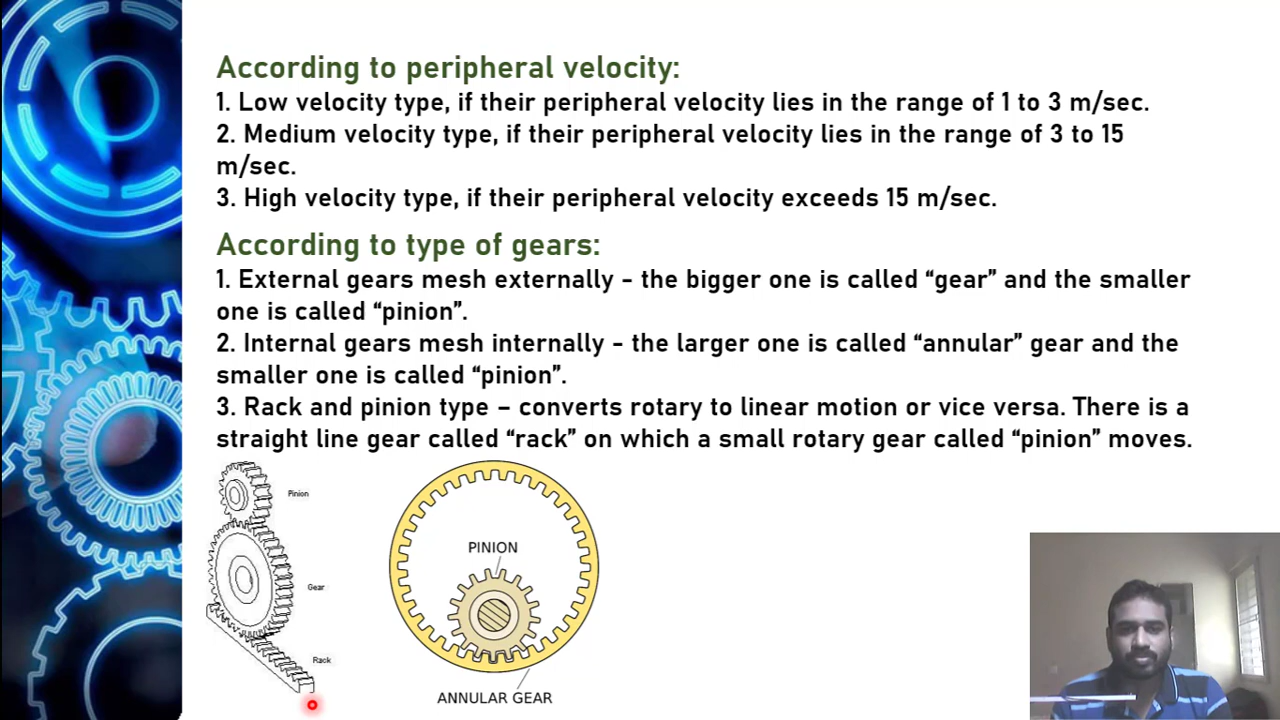 According to peripheral velocity:
1. Low velocity type, if their peripheral velocity lies in the range of 1 to 3 m/sec.
2. Medium velocity type, if their peripheral velocity lies in the range of 3 to 15
m/sec.
3. High velocity type, if their peripheral velocity exceeds 15 m/sec.
According to type of gears:
1. External gears mesh externally - the bigger one is called “gear” and the smaller
one is called “pinion”.
2. Internal gears mesh internally - the larger one is called “annular” gear and the
smaller one is called “pinion”.
3. Rack and pinion type – converts rotary to linear motion or vice versa. There is a
straight line gear called “rack” on which a small rotary gear called “pinion” moves.
Pinion
Gear
Rack
PINION
ANNULAR GEAR